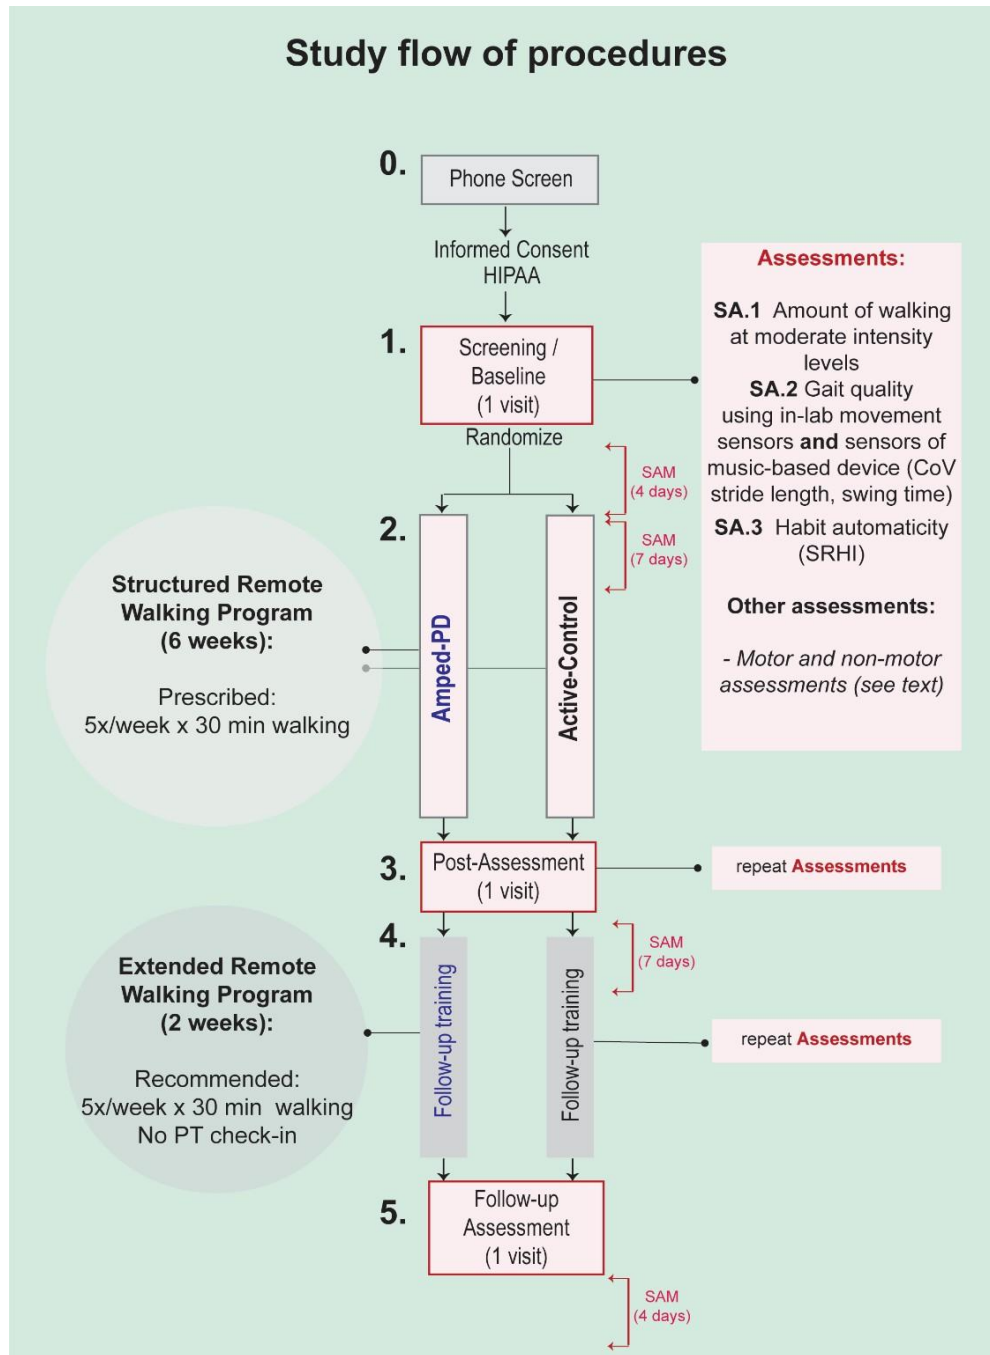 Study flow of procedures
0.
Phone Screen
Informed Consent
HIPAA
1.
Screening /
Baseline
(1 visit)
Randomize
Assessments:
SA.1 Amount of walking
at moderate intensity
levels
SA.2 Gait quality
using in-lab movement
sensors and sensors of
music-based device (CoV
stride length, swing time)
SA.3 Habit automaticity
(SRHI)
Other assessments:
- Motor and non-motor
assessments (see text)
SAM
(4 days)
2.
SAM
(7 days)
Structured Remote
Walking Program
(6 weeks):
Prescribed:
5x/week x 30 min walking
Amped-PD
Active-Control
3.
Post-Assessment
(1 visit)
repeat Assessments
4.
SAM
(7 days)
Extended Remote
Walking Program
(2 weeks):
Recommended:
5x/week x 30 min walking
No PT check-in
Follow-up training
Follow-up training
repeat Assessments
5.
Follow-up
Assessment
(1 visit)
SAM
(4 days)